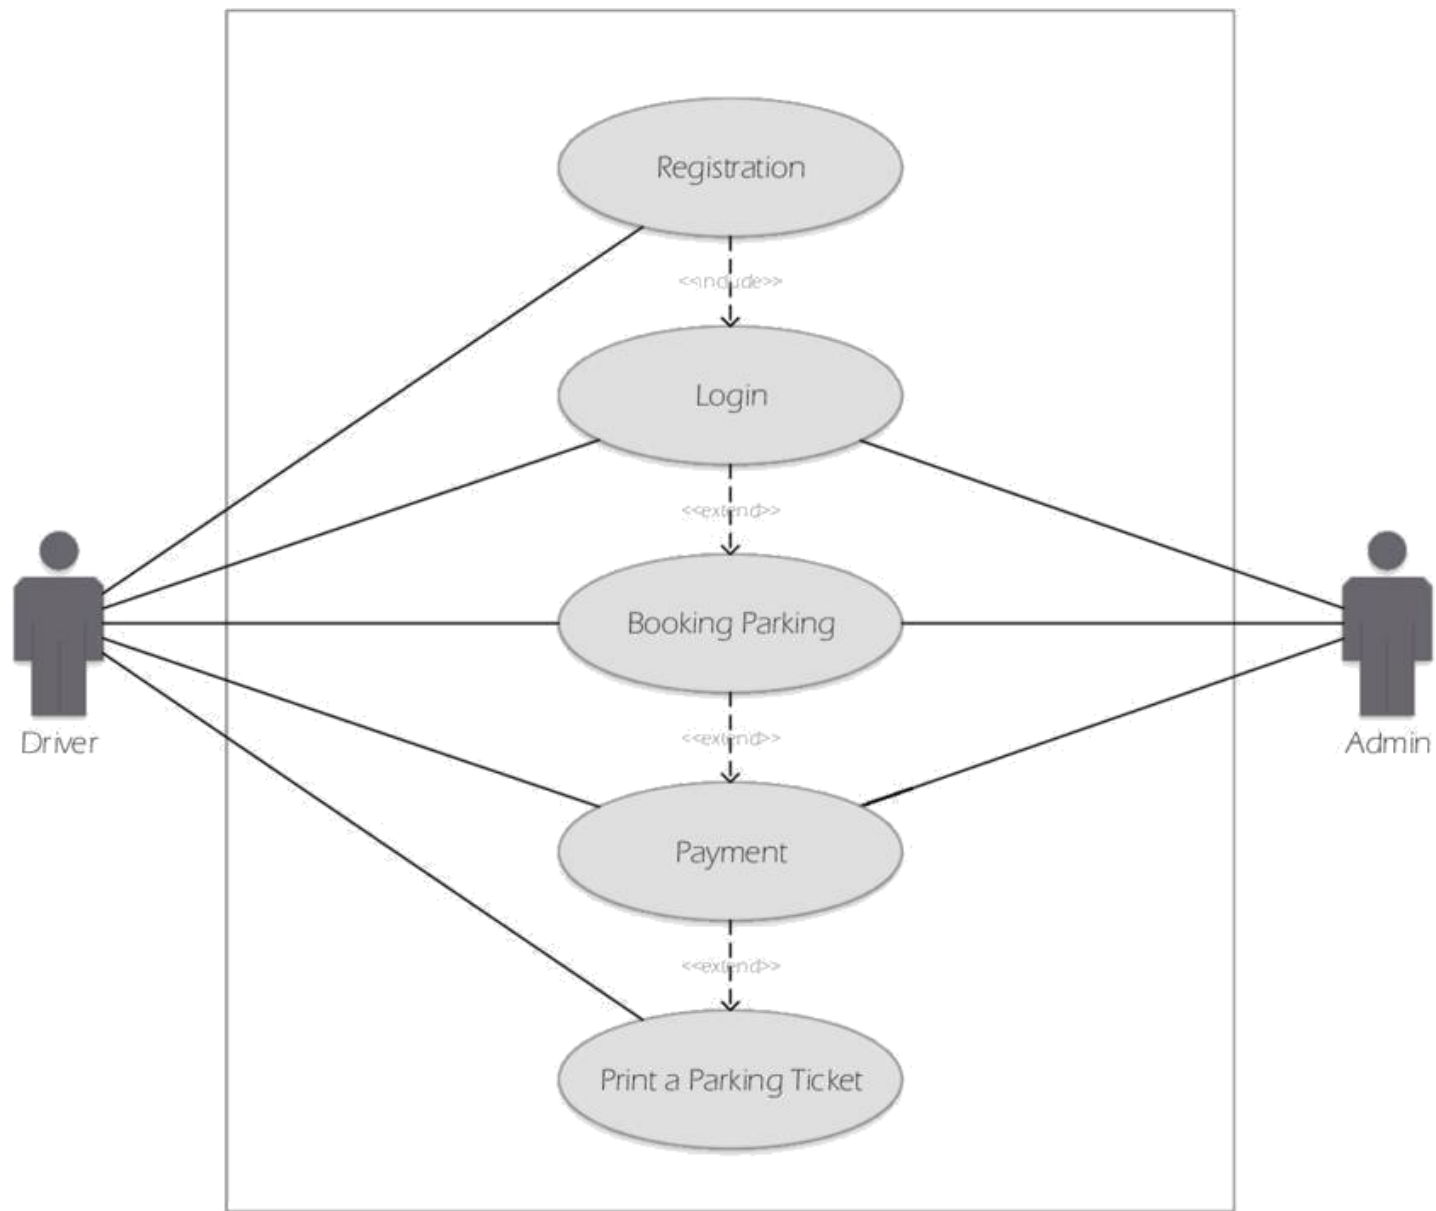 Registration
<<include>>
Login
<<extend>>
Booking Parking
Driver
Admin
<<extend>>
Payment
<<extend>>
Print a Parking Ticket